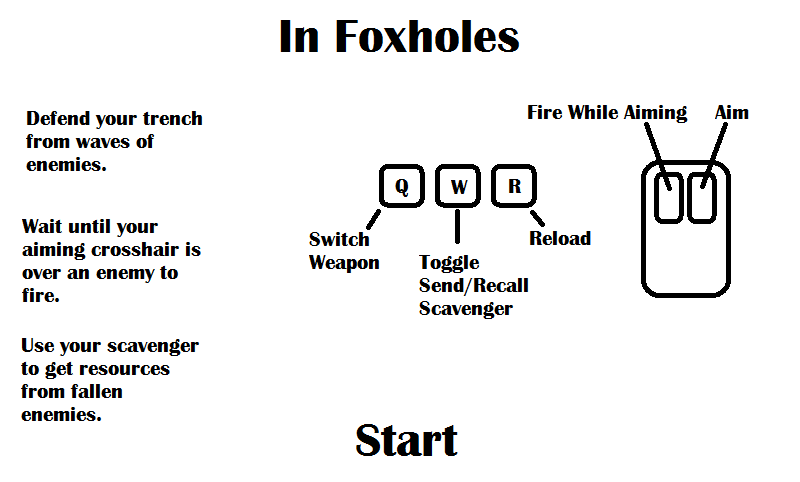 In Foxholes
Defend your trench
from waves of
enemies.
Wait until your
aiming crosshair is
over an enemy to
fire.
Use your scavenger
to get resources
from fallen
enemies.
Q
W
R
Switch
Weapon
Toggle
Send/Recall
Scavenger
Reload
Fire While Aiming
Aim
Start